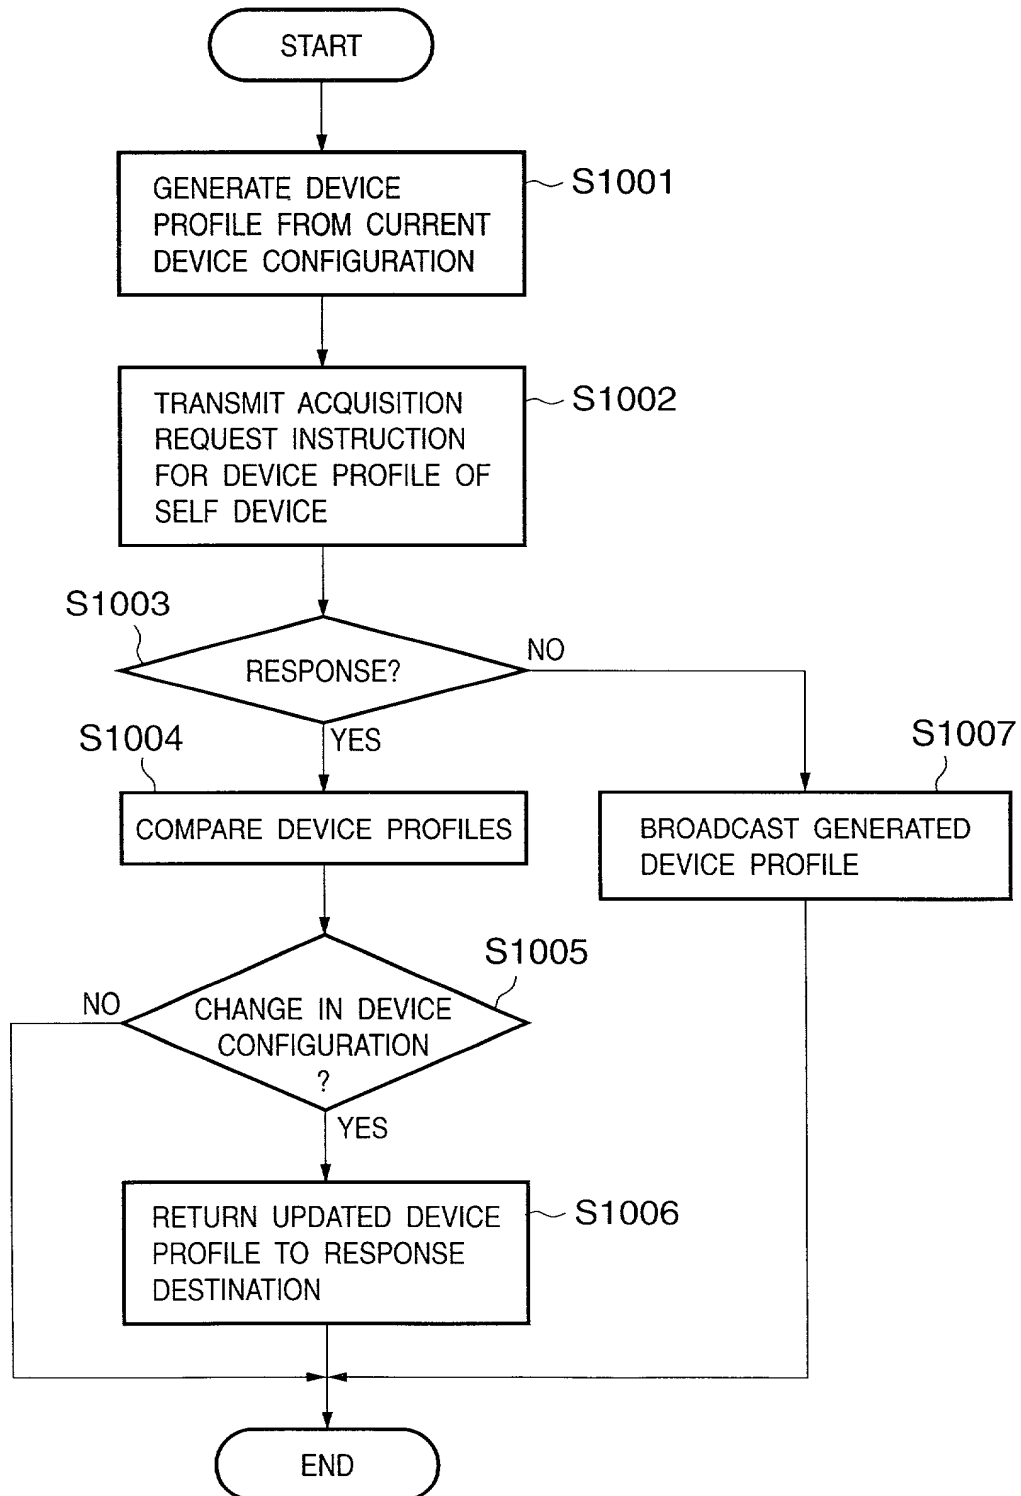 START
GENERATE DEVICE
PROFILE FROM CURRENT
DEVICE CONFIGURATION
S1001
TRANSMIT ACQUISITION
REQUEST INSTRUCTION
FOR DEVICE PROFILE OF
SELF DEVICE
S1002
S1003
RESPONSE?
NO
YES
S1004
COMPARE DEVICE PROFILES
S1007
BROADCAST GENERATED
DEVICE PROFILE
S1005
NO
CHANGE IN DEVICE
CONFIGURATION
?
YES
RETURN UPDATED DEVICE
PROFILE TO RESPONSE
DESTINATION
S1006
END